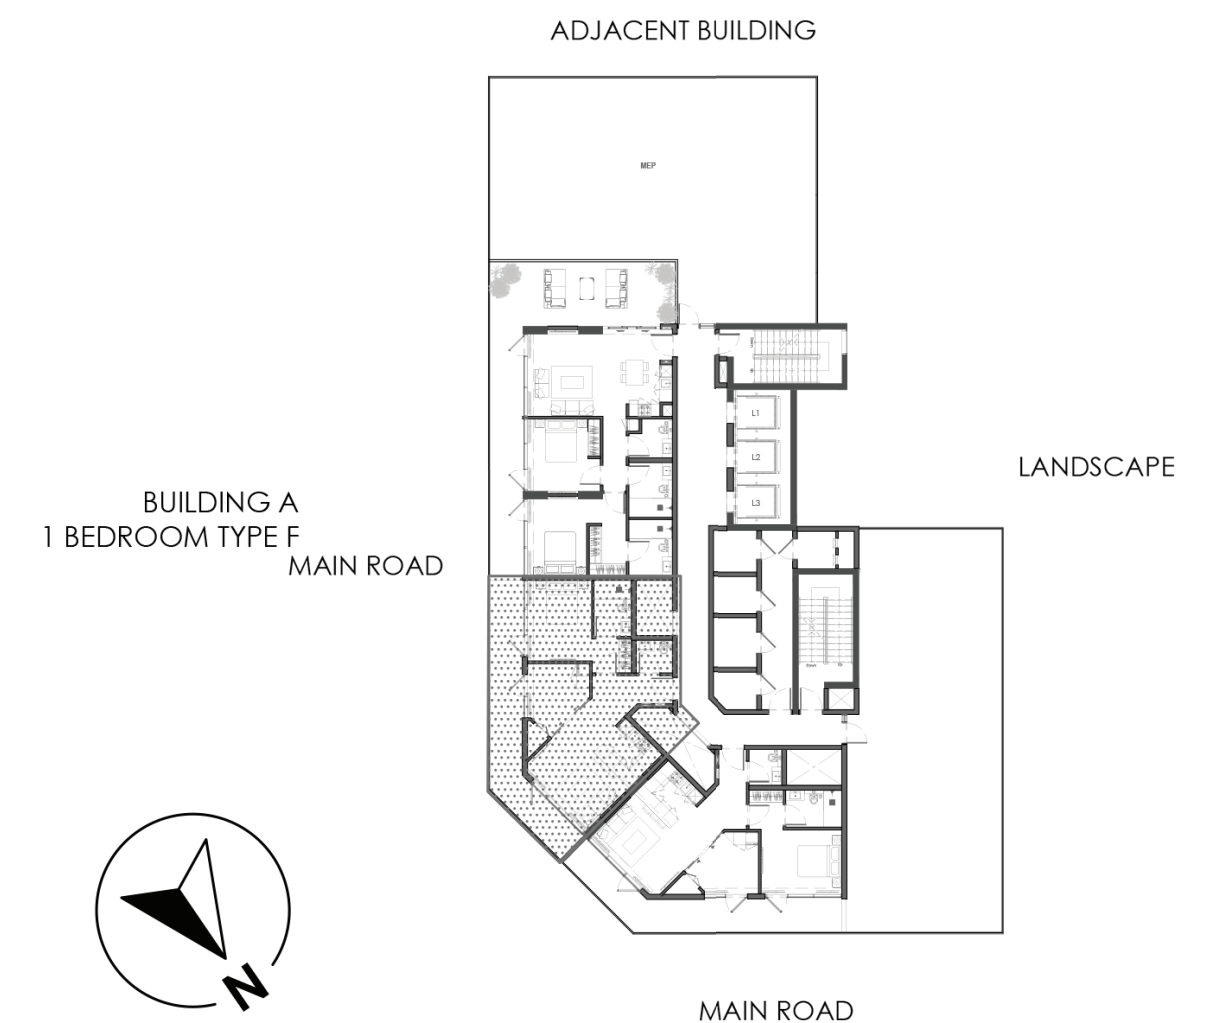 ADJACENT BUILDING
MEP
L1
L2
L3
LANDSCAPE
BUILDING A
1 BEDROOM TYPE F
MAIN ROAD
N
MAIN ROAD